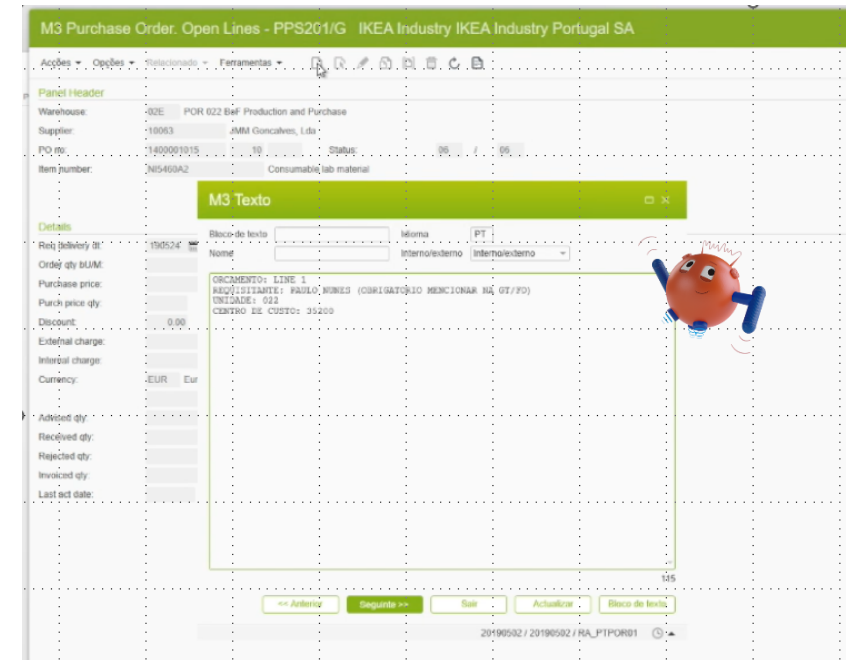 M3 Purchase Order. Open Lines - PPS201/G IKEA Industry IKEA Industry Portugal SA
Acções Opções Relacionado Ferramentas
Panel Header
Warehouse: 02E POR 022 BeF Production and Purchase
Supplier: 10063 JMM Goncalves, Lda
PO no: 1400001015 10 Status: 06 / 06
Item number: NI5460A2 Consumable lab material
M3 Texto
Details
Bloco de texto Idioma PT
Req delivery dt: 190524
Nome Interno/externo Interno/externo
Order qty bU/M:
Purchase price:
Purch price qty:
Discount: 0.00
External charge:
Internal charge:
Currency: EUR Eur
Advised qty:
Received qty:
Rejected qty:
Invoiced qty:
Last act date:
ORCAMENTO: LINE 1
REQUISITANTE: PAULO NUNES (OBRIGATORIO MENCIONAR NA GT/FD)
UNIDADE: 022
CENTRO DE CUSTO: 35200
145
<< Anterior Seguinte >> Sair Actualizar Bloco de texto
20190502 / 20190502 / RA_PTPOR01